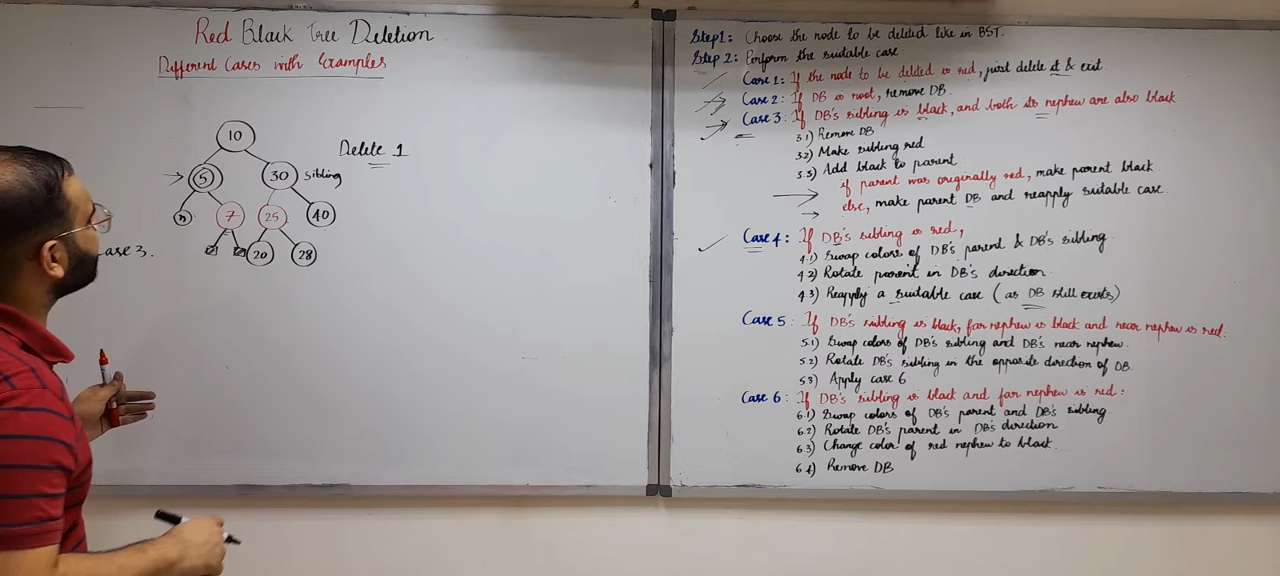 Red Black Tree Deletion
Different Cases with Examples
Delete 1
10
5
30
sibling
n
7
25
40
20
28
ase 3.
Step1: Choose the node to be deleted like in BST.
Step 2: Perform the suitable case.
Case 1: If the node to be deleted is red, just delete it & exit.
Case 2: If DB is root, remove DB.
Case 3: If DB's sibling is black, and both its nephew are also black
3.1) Remove DB
3.2) Make sibling red
3.3) Add black to parent.
if parent was originally red, make parent black.
else, make parent DB and reapply suitable case.
Case 4: If DB's sibling is red,
4.1) Swap colors of DB's parent & DB's sibling.
4.2) Rotate parent in DB's direction.
4.3) Reapply a suitable case (as DB still exists)
Case 5: If DB's sibling is black, far nephew is black and near nephew is red.
5.1) Swap colors of DB's sibling and DB's near nephew.
5.2) Rotate DB's sibling in the opposite direction of DB.
5.3) Apply case 6
Case 6: If DB's sibling is black and far nephew is red:
6.1) Swap colors of DB's parent and DB's sibling
6.2) Rotate DB's parent in DB's direction
6.3) Change color of red nephew to black.
6.4) Remove DB